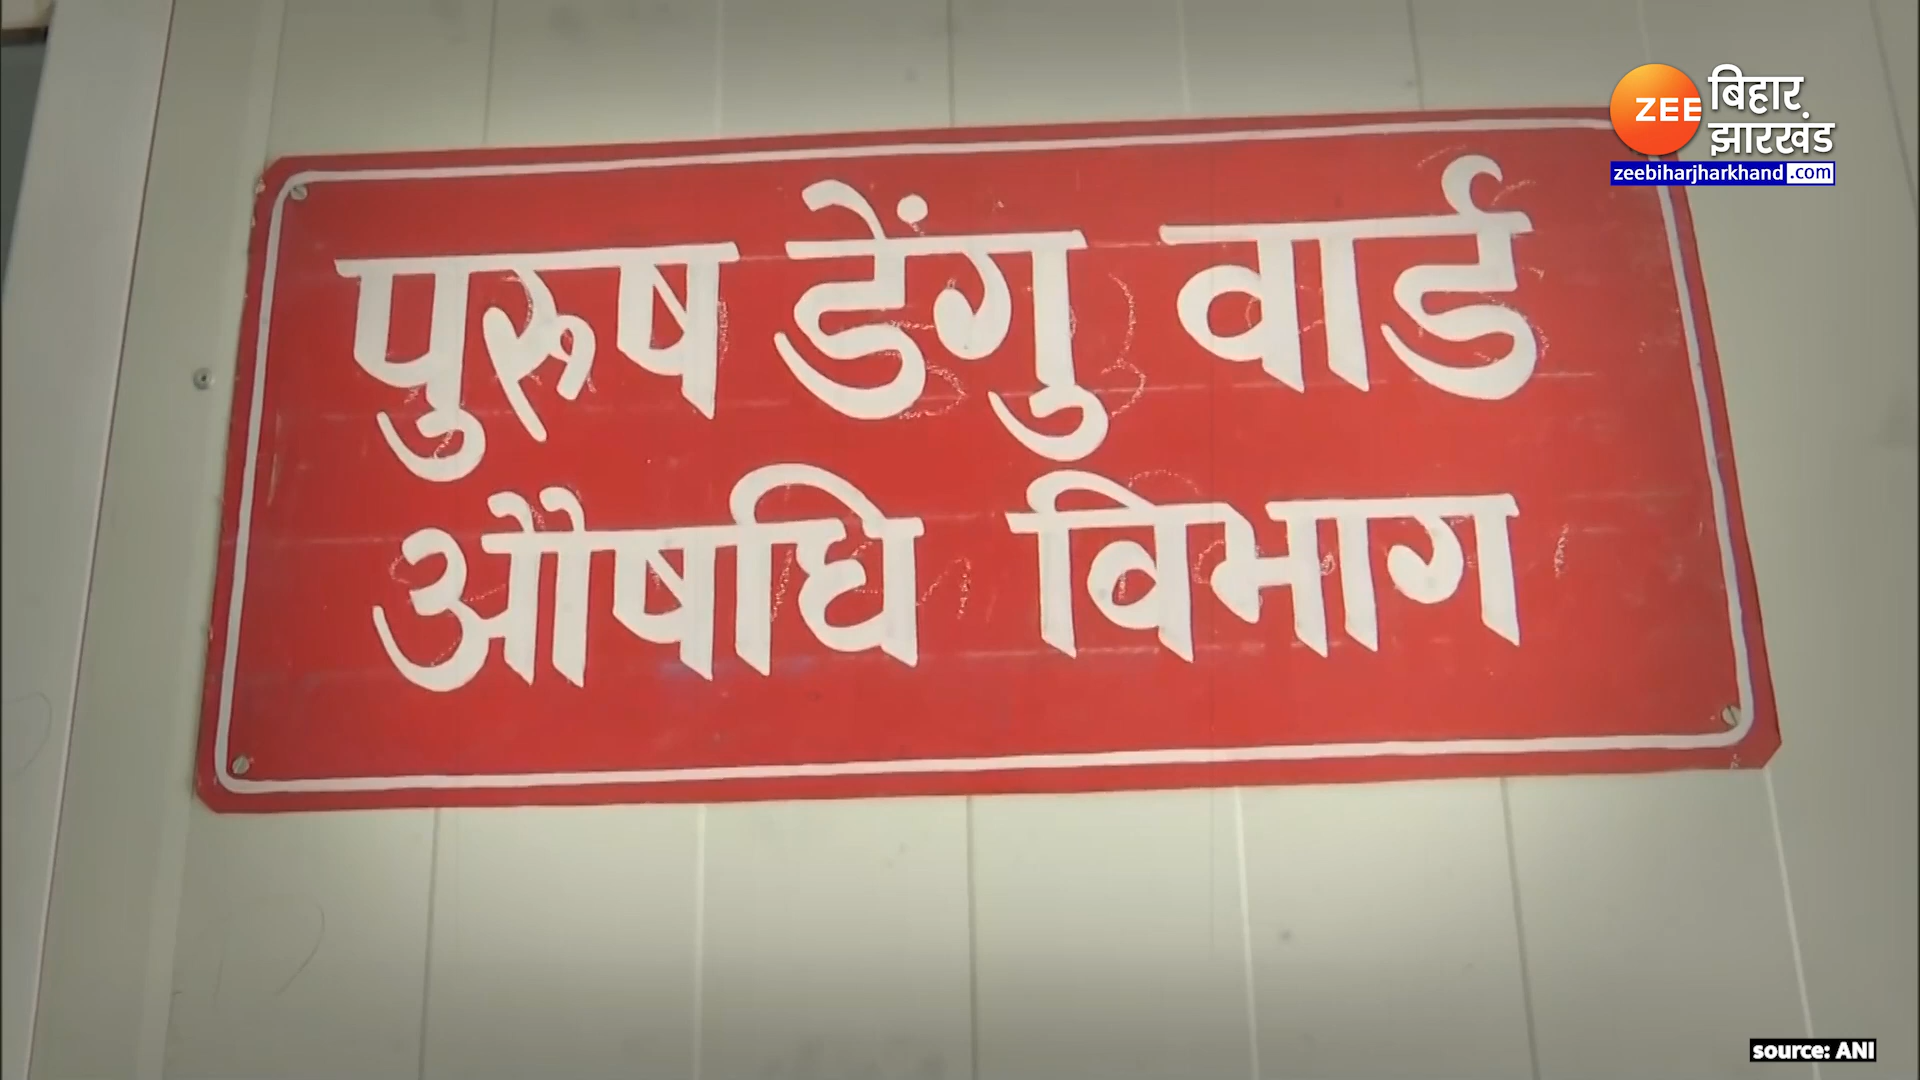 ZEE बिहार झारखंड
zeebiharjharkhand.com
पुरुष डेंगु वार्ड
औषधि विभाग
source: ANI